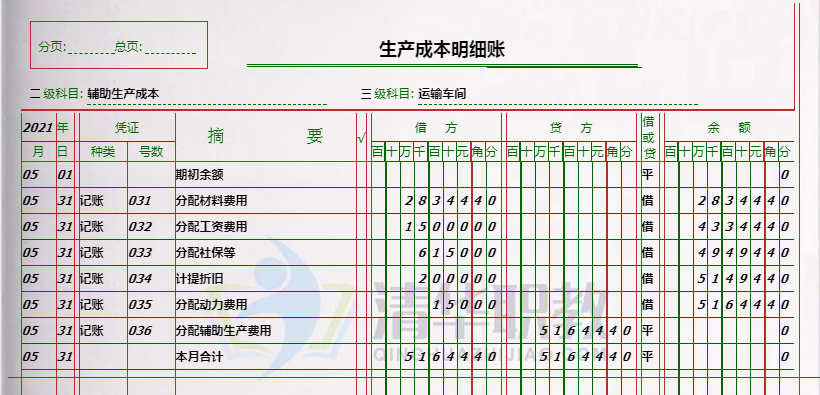 分页: 总页:
生产成本明细账
二级科目: 辅助生产成本 三级科目: 运输车间
2021 年 凭证 摘 要 √ 借 方 贷 方 借或贷 余 额
月 日 种类 号数 百十万千百十元角分 百十万千百十元角分 百十万千百十元角分
05 01 期初余额 平 0
05 31 记账 031 分配材料费用 2834440 借 2834440
05 31 记账 032 分配工资费用 1500000 借 4334440
05 31 记账 033 分配社保等 615000 借 4949440
05 31 记账 034 计提折旧 200000 借 5149440
05 31 记账 035 分配动力费用 15000 借 5164440
05 31 记账 036 分配辅助生产费用 5164440 平 0
05 31 本月合计 5164440 5164440 平 0
清华职教
QINGHUAZHIJIAO.COM